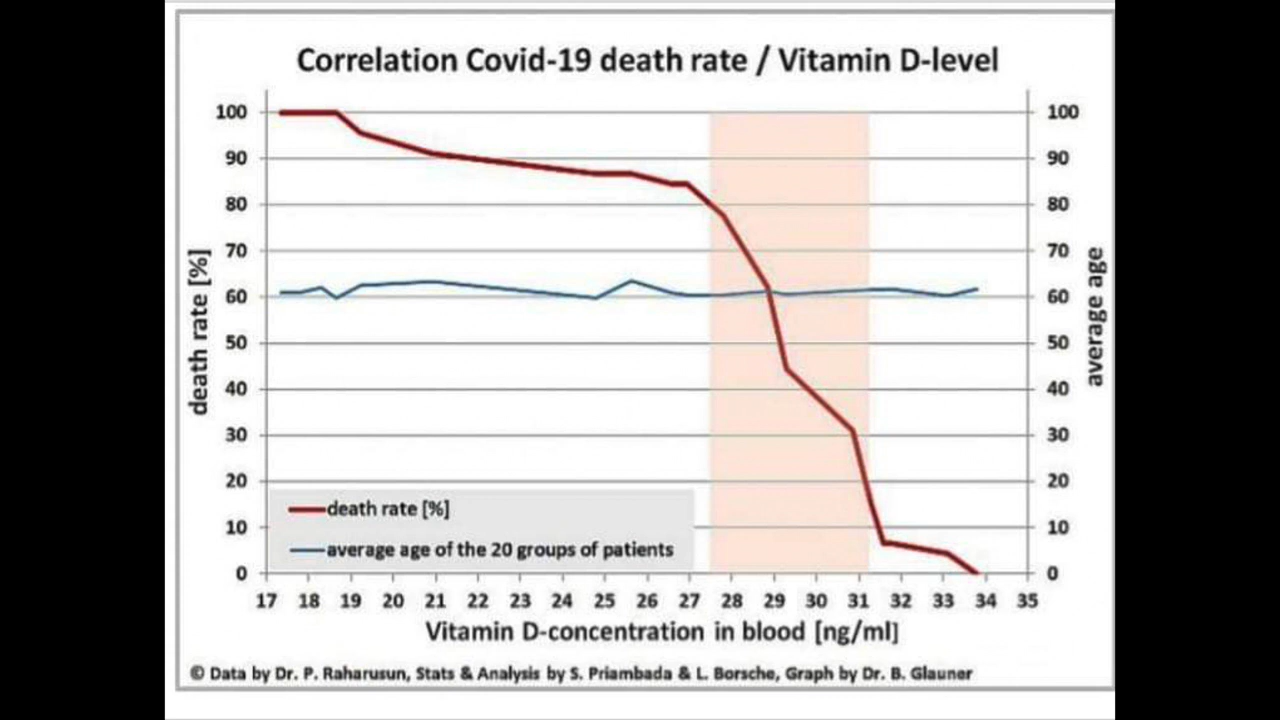 Correlation Covid-19 death rate / Vitamin D-level
100 100
90 90
80 80
70 70
60 60
50 50
40 40
30 30
20 20
10 10
0 0
death rate [%]
average age
death rate [%]
average age of the 20 groups of patients
17 18 19 20 21 22 23 24 25 26 27 28 29 30 31 32 33 34 35
Vitamin D-concentration in blood [ng/ml]
© Data by Dr. P. Raharusun, Stats & Analysis by S. Priambada & L. Borsche, Graph by Dr. B. Glauner